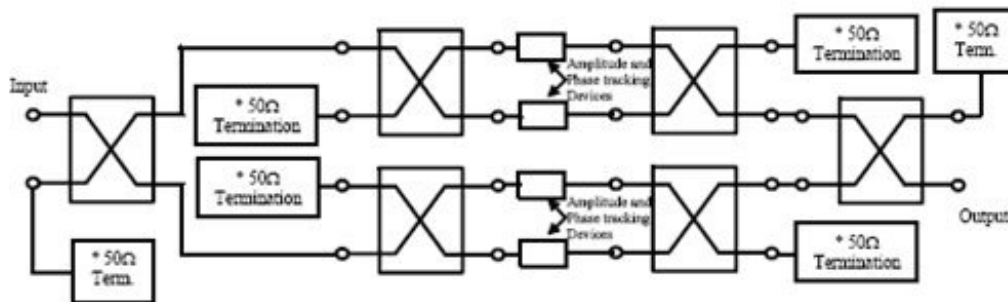 Input
* 50Ω
Term.
* 50Ω
Termination
* 50Ω
Termination
Amplitude and
Phase tracking
Devices
Amplitude and
Phase tracking
Devices
* 50Ω
Termination
* 50Ω
Term.
* 50Ω
Termination
Output